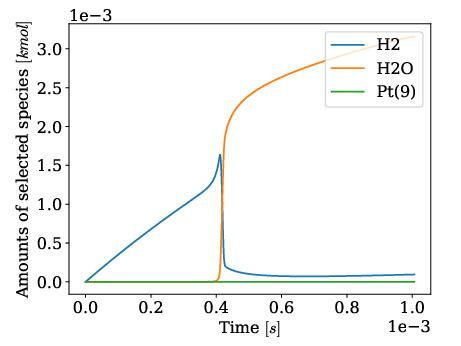 1e−3
Amounts of selected species [kmol]
3.0
2.5
2.0
1.5
1.0
0.5
0.0
H2
H2O
Pt(9)
0.0 0.2 0.4 0.6 0.8 1.0
Time [s]
1e−3